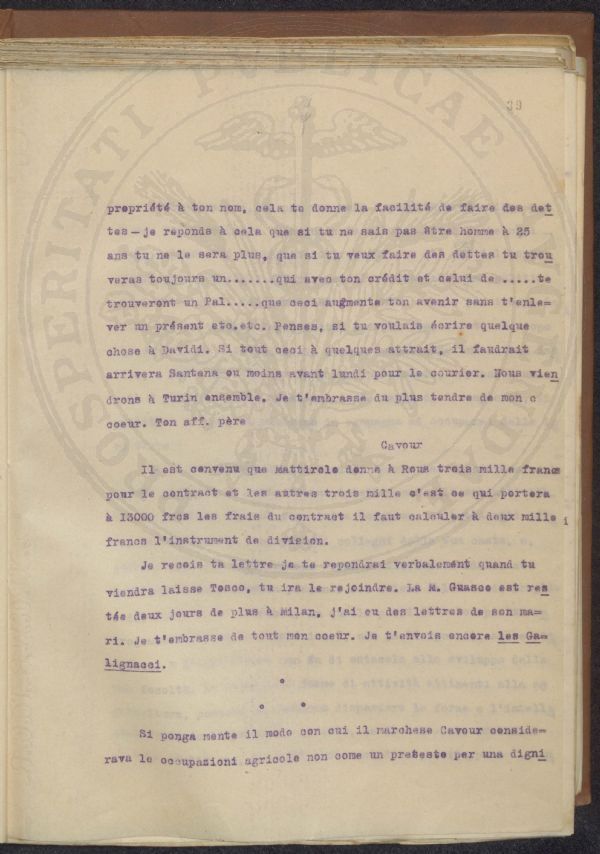 39
propriété à ton nom, cela te donne la facilité de faire des det
tes — je reponds à cela que si tu ne sais pas être homme à 25
ans tu ne le sera plus, que si tu veux faire des dettes tu trou
veras toujours un.......qui avec ton crédit et celui de .....te
trouveront un Pal.....que ceci augmente ton avenir sans t'enle=
ver un présent etc.etc. Penses, si tu voulais écrire quelque
chose à Davidi. Si tout ceci à quelques attrait, il faudrait
arrivera Santena ou moins avant lundi pour le courier. Nous vien
drons à Turin ensemble. Je t'embrasse du plus tendre de mon c
coeur. Ton aff. père
Cavour
Il est convenu que Mattirolo donne à Roua trois mille francs
pour le contract et les autres trois mille c'est ce qui portera
à I3000 frcs les frais du contract il faut calculer à deux mille i
francs l'instrument de division.
Je recois ta lettre je te repondrai verbalemént quand tu
viendra laisse Tosco, tu ira le rejoindre. La M. Guasco est res
tée deux jours de plus à Milan, j'ai eu des lettres de son ma=
ri. Je t'embrasse de tout mon coeur. Je t'envois encore les Ga=
lignacci.
° ° °
Si ponga mente il modo con cui il marchese Cavour conside=
rava le occupazioni agricole non come un pretesto per una digni
PROSPERITATI PVBLICAE